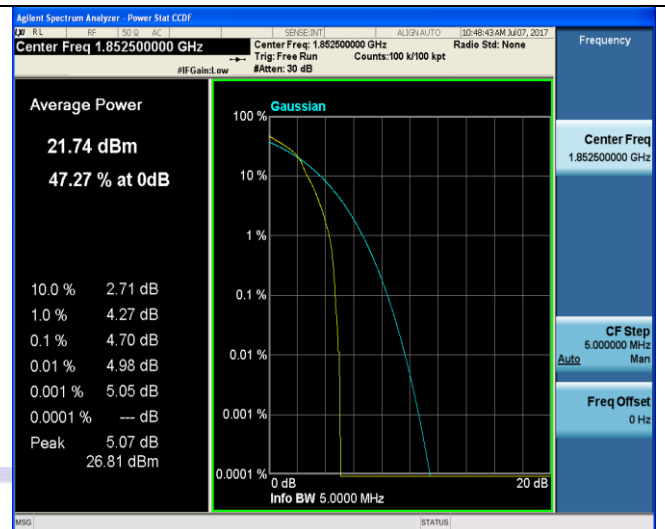 Agilent Spectrum Analyzer - Power Stat CCDF
LXI RL RF 50 Ω AC SENSE:INT ALIGN AUTO 10:48:43 AM Jul 07, 2017
Center Freq 1.852500000 GHz
Center Freq: 1.852500000 GHz Radio Std: None
Trig: Free Run Counts:100 k/100 kpt
#IFGain:Low #Atten: 30 dB
Frequency
Average Power
21.74 dBm
47.27 % at 0dB
10.0 % 2.71 dB
1.0 % 4.27 dB
0.1 % 4.70 dB
0.01 % 4.98 dB
0.001 % 5.05 dB
0.0001 % --- dB
Peak 5.07 dB
26.81 dBm
Gaussian
100 %
10 %
1 %
0.1 %
0.01 %
0.001 %
0.0001 %
0 dB 20 dB
Info BW 5.0000 MHz
Center Freq
1.852500000 GHz
CF Step
5.000000 MHz
Auto Man
Freq Offset
0 Hz
MSG STATUS